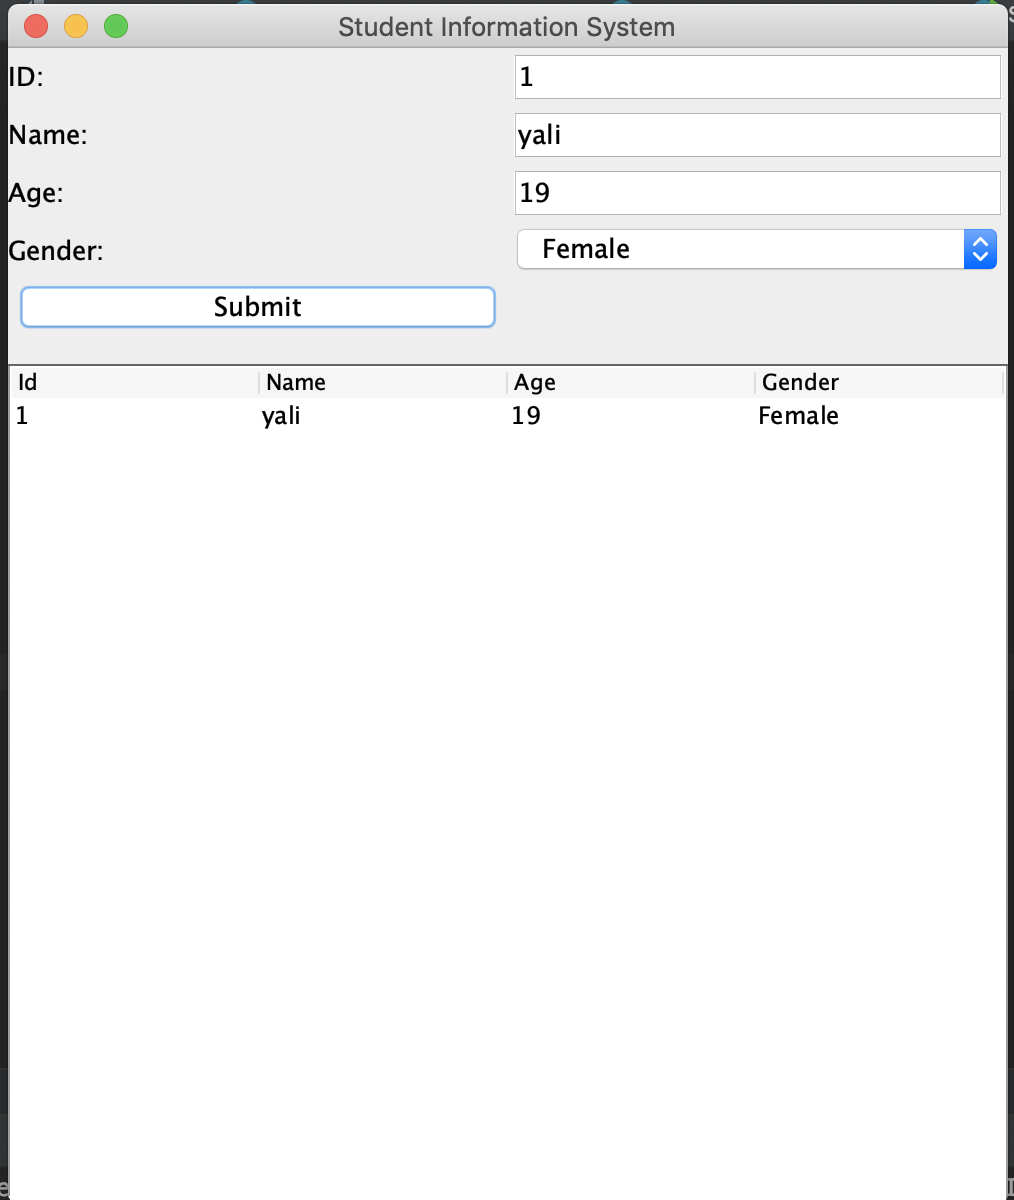 Student Information System
ID: 1
Name: yali
Age: 19
Gender: Female
Submit
Id Name Age Gender
1 yali 19 Female